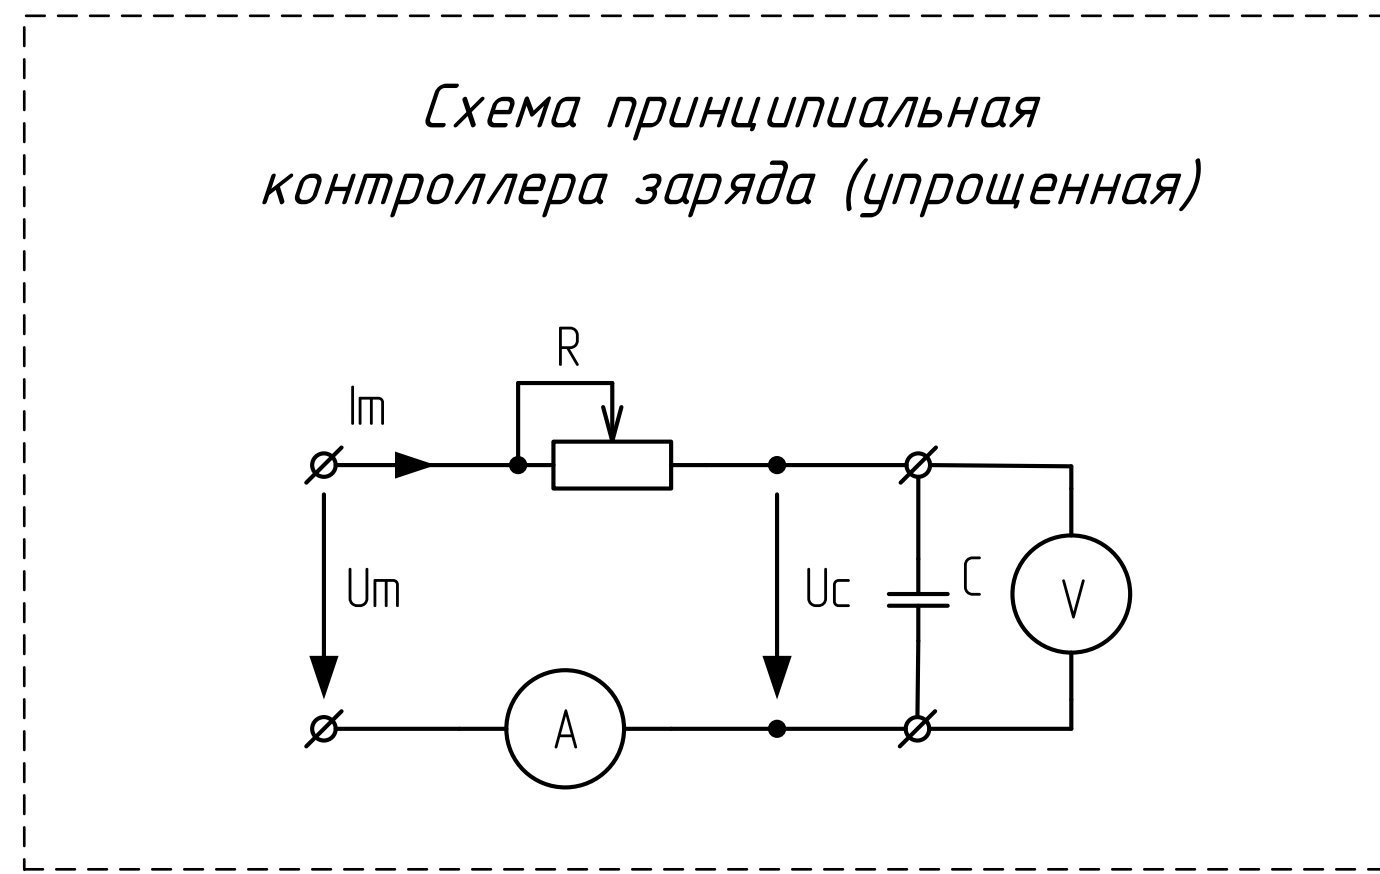 Схема принципиальная
контроллера заряда (упрощенная)
R
Im
Um
Uc
C
V
A